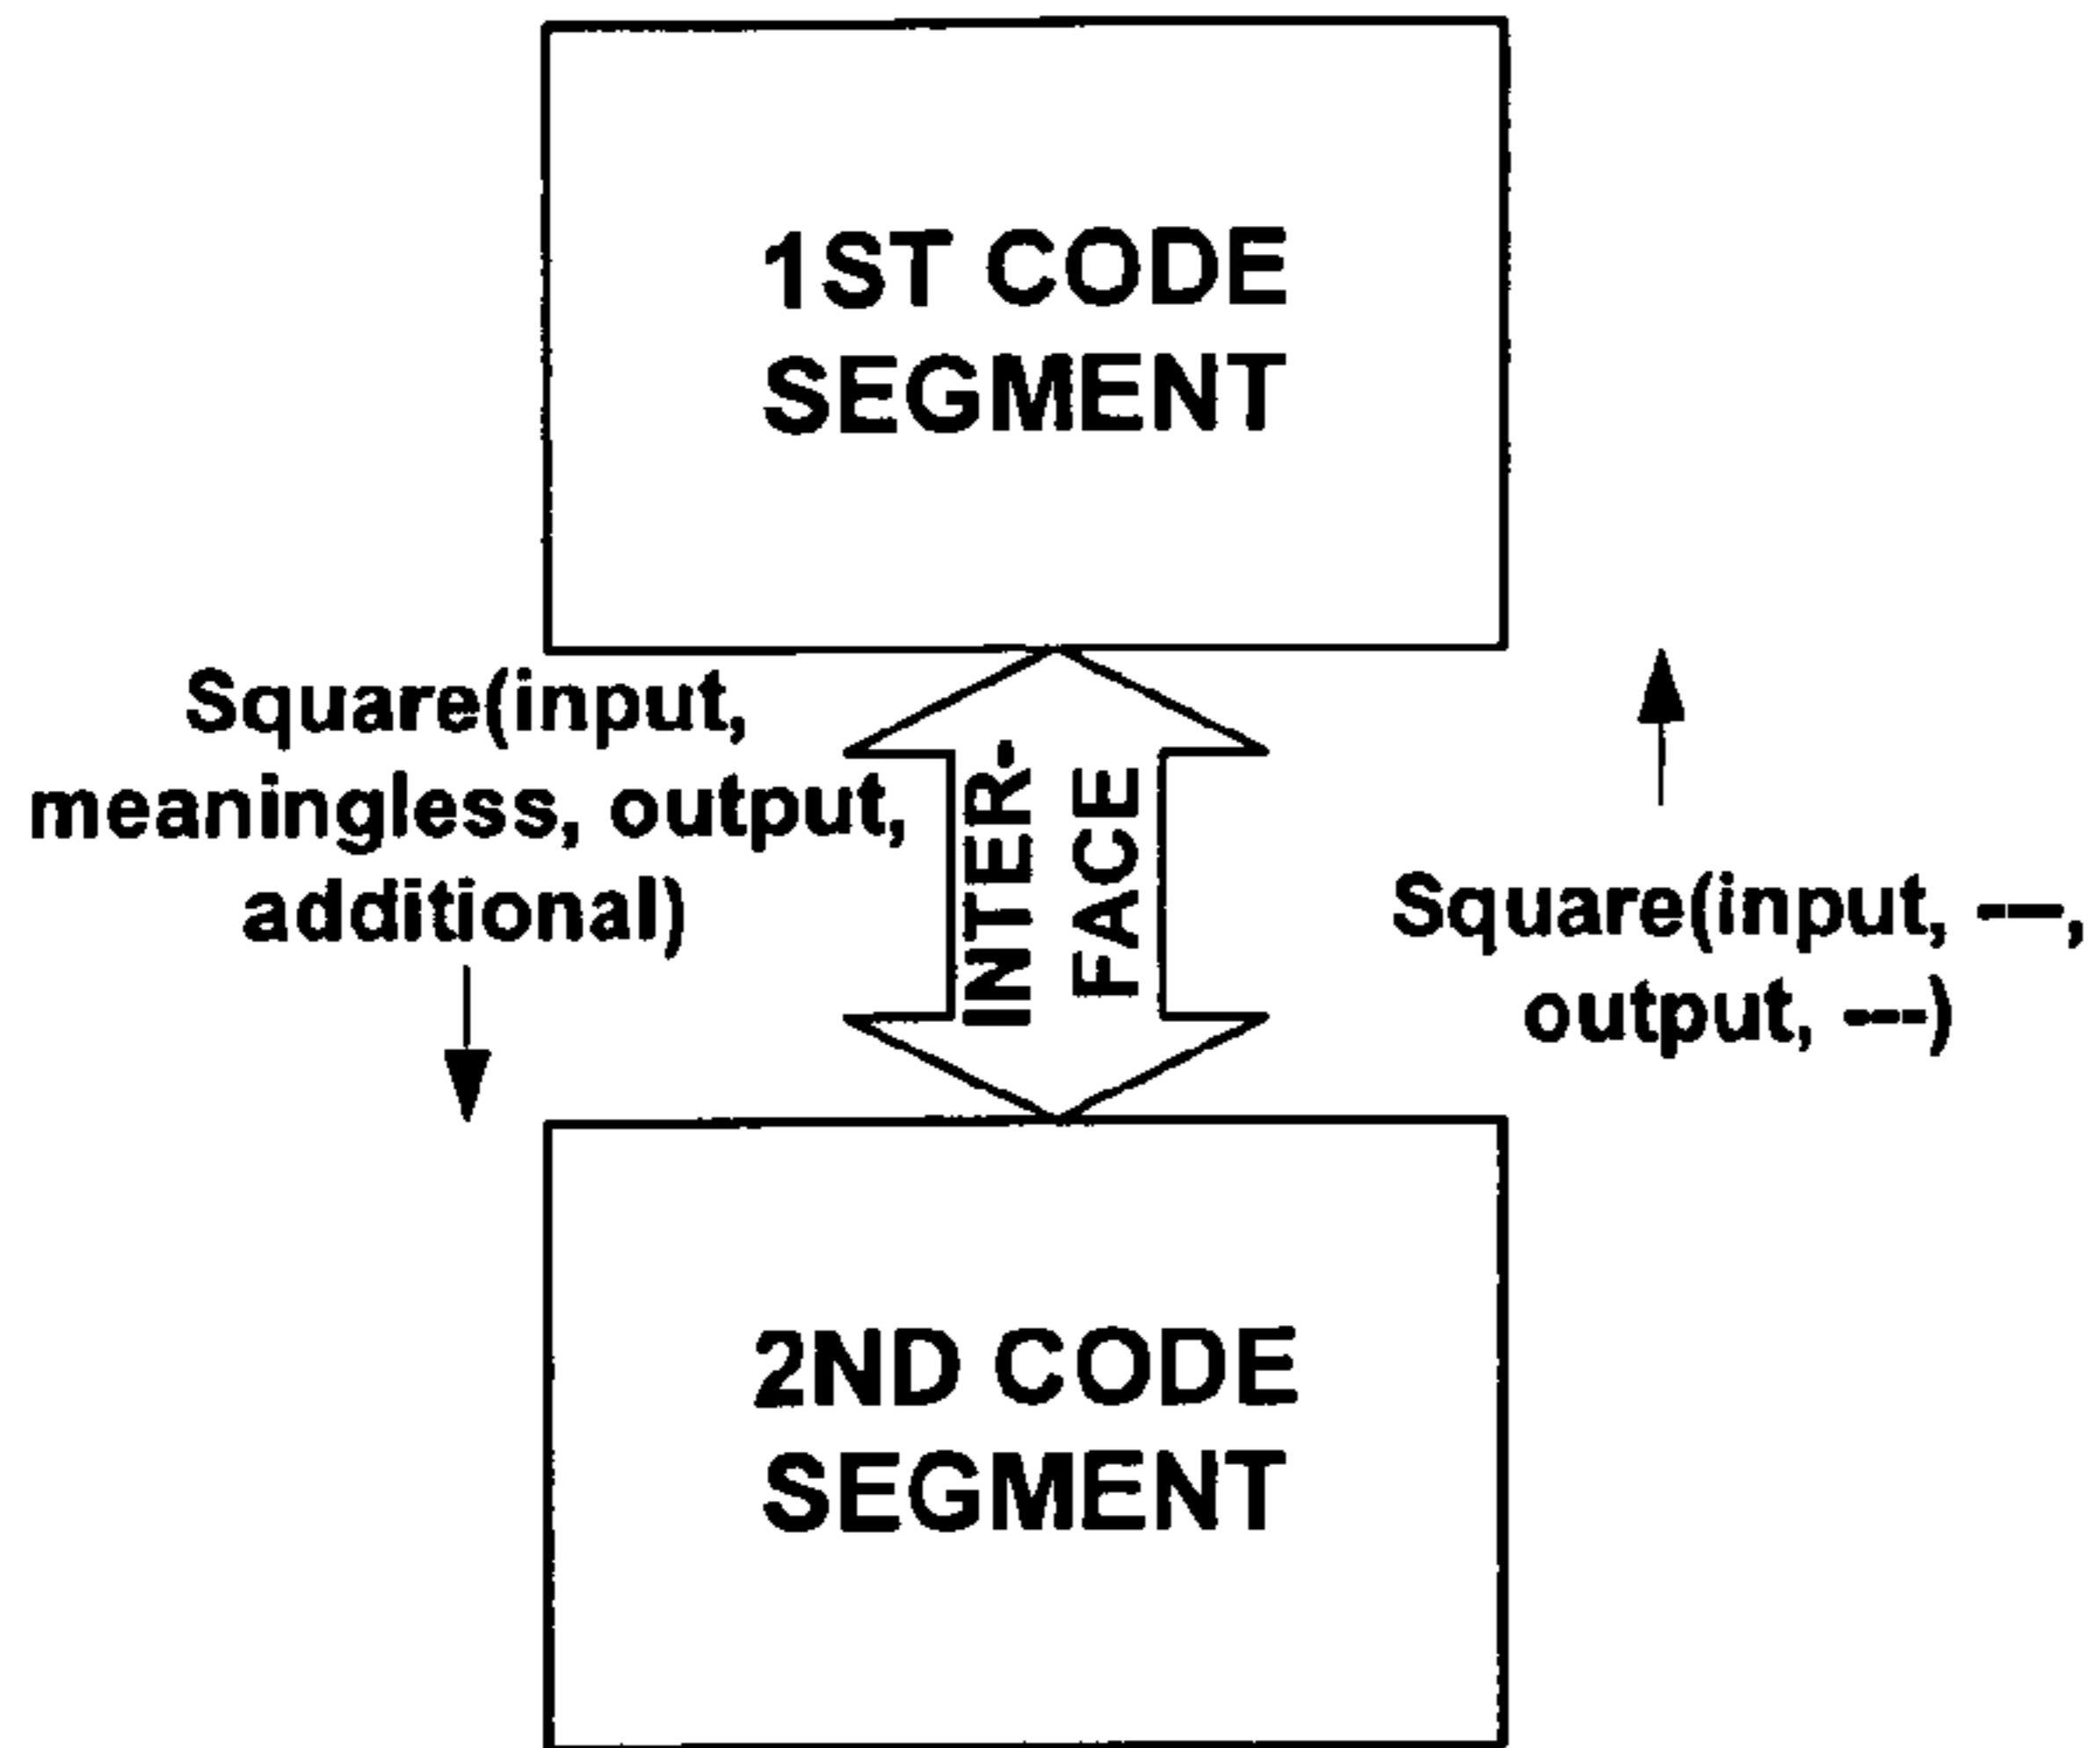 1ST CODE
SEGMENT
Square(input,
meaningless, output,
additional)
INTER-
FACE
Square(input, ---,
output, ---)
2ND CODE
SEGMENT